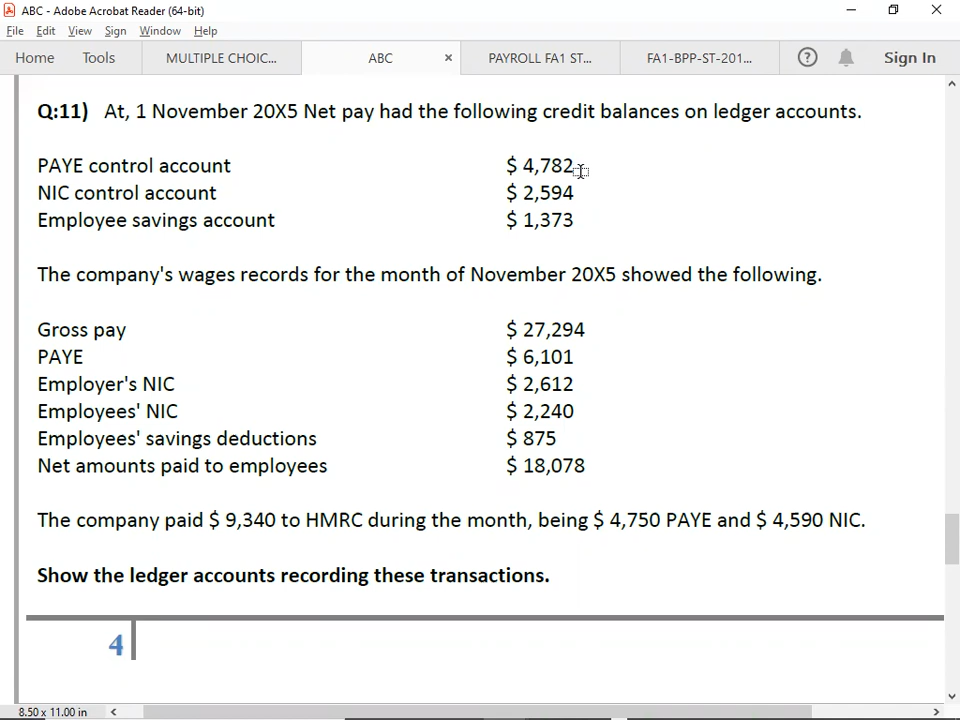 ABC - Adobe Acrobat Reader (64-bit)
File Edit View Sign Window Help
Home Tools MULTIPLE CHOIC... ABC × PAYROLL FA1 ST... FA1-BPP-ST-201... ? Sign In
Q:11) At, 1 November 20X5 Net pay had the following credit balances on ledger accounts.
PAYE control account $ 4,782
NIC control account $ 2,594
Employee savings account $ 1,373
The company's wages records for the month of November 20X5 showed the following.
Gross pay $ 27,294
PAYE $ 6,101
Employer's NIC $ 2,612
Employees' NIC $ 2,240
Employees' savings deductions $ 875
Net amounts paid to employees $ 18,078
The company paid $ 9,340 to HMRC during the month, being $ 4,750 PAYE and $ 4,590 NIC.
Show the ledger accounts recording these transactions.
4
8.50 x 11.00 in